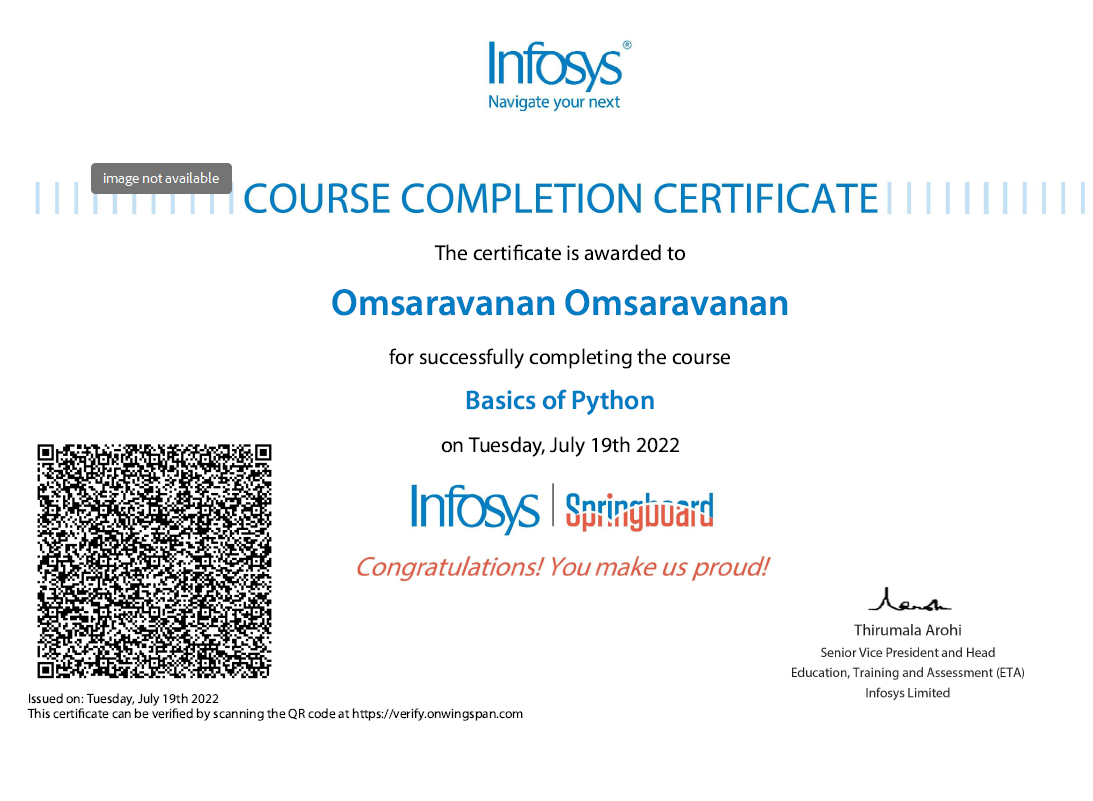 Infosys®
Navigate your next
image not available
COURSE COMPLETION CERTIFICATE
The certificate is awarded to
Omsaravanan Omsaravanan
for successfully completing the course
Basics of Python
on Tuesday, July 19th 2022
Infosys | Springboard
Congratulations! You make us proud!
Thirumala Arohi
Senior Vice President and Head
Education, Training and Assessment (ETA)
Infosys Limited
Issued on: Tuesday, July 19th 2022
This certificate can be verified by scanning the QR code at https://verify.onwingspan.com